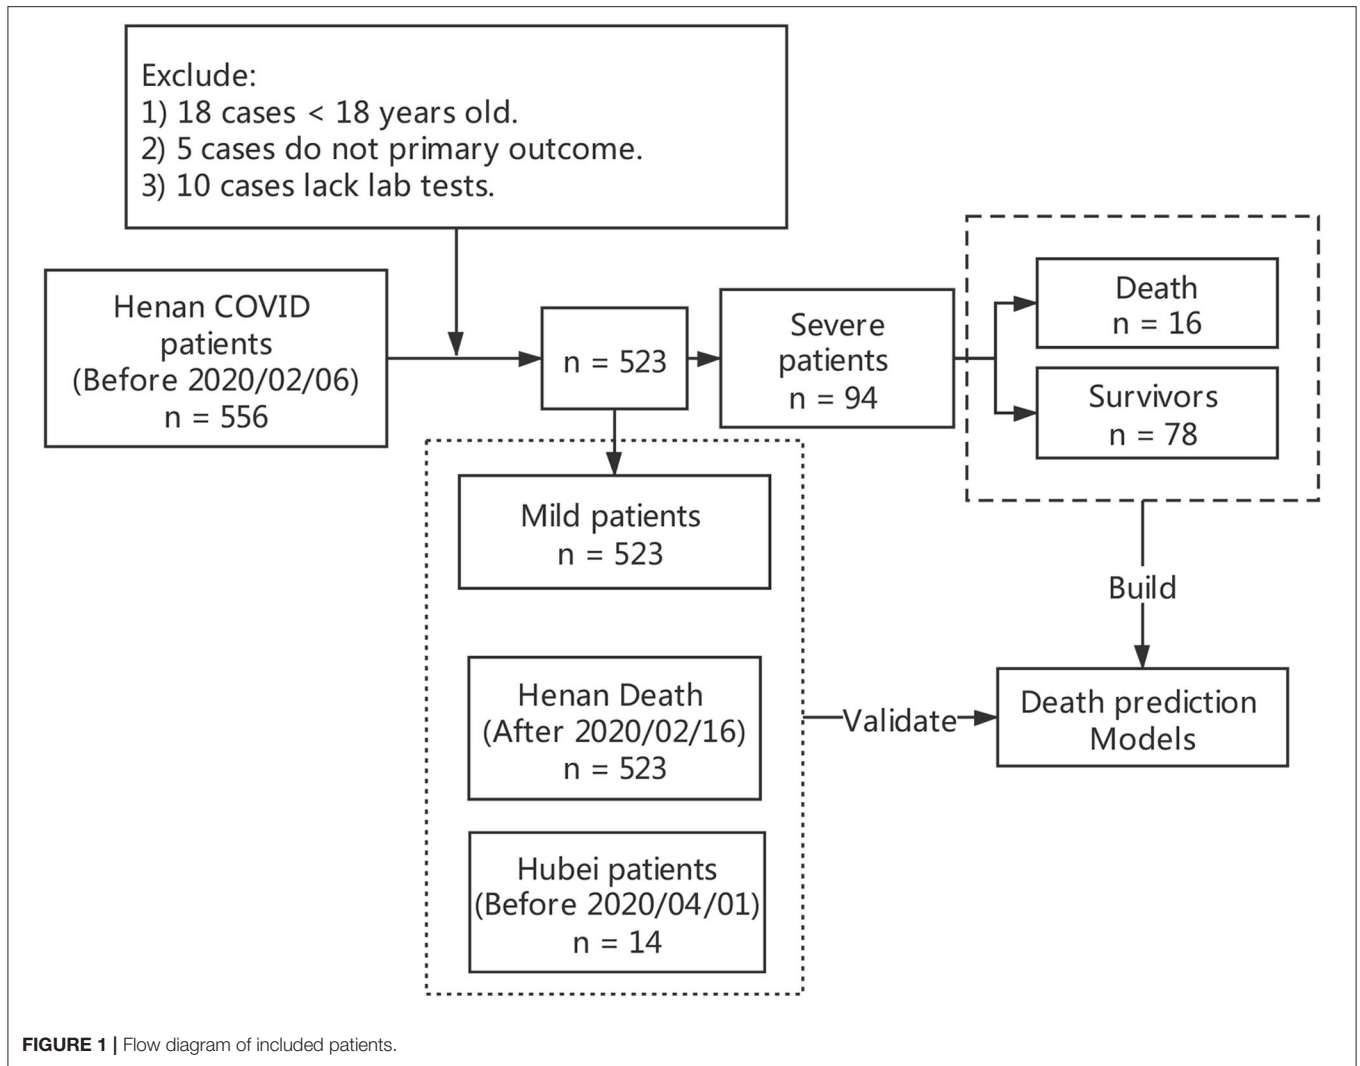 Exclude:
1) 18 cases < 18 years old.
2) 5 cases do not primary outcome.
3) 10 cases lack lab tests.
Henan COVID
patients
(Before 2020/02/06)
n = 556
n = 523
Severe
patients
n = 94
Death
n = 16
Survivors
n = 78
Mild patients
n = 523
Henan Death
(After 2020/02/16)
n = 523
Hubei patients
(Before 2020/04/01)
n = 14
Validate
Build
Death prediction
Models
FIGURE 1 | Flow diagram of included patients.